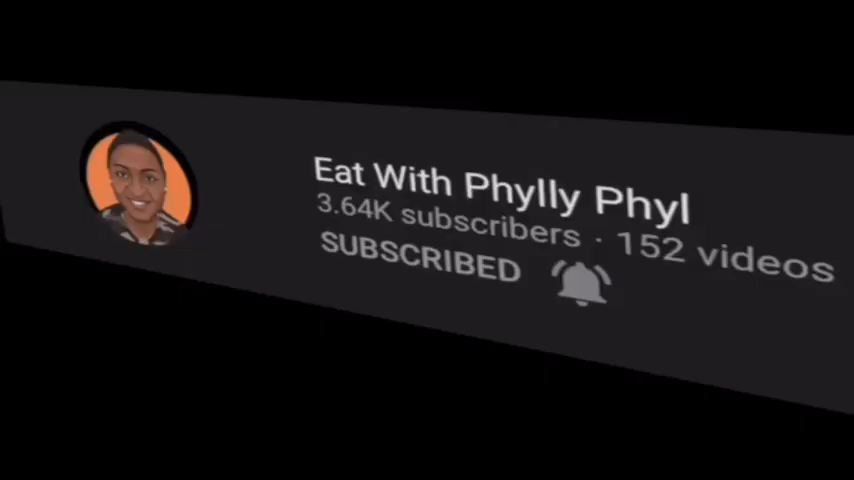 Eat With Phylly Phyl
3.64K subscribers · 152 videos
SUBSCRIBED